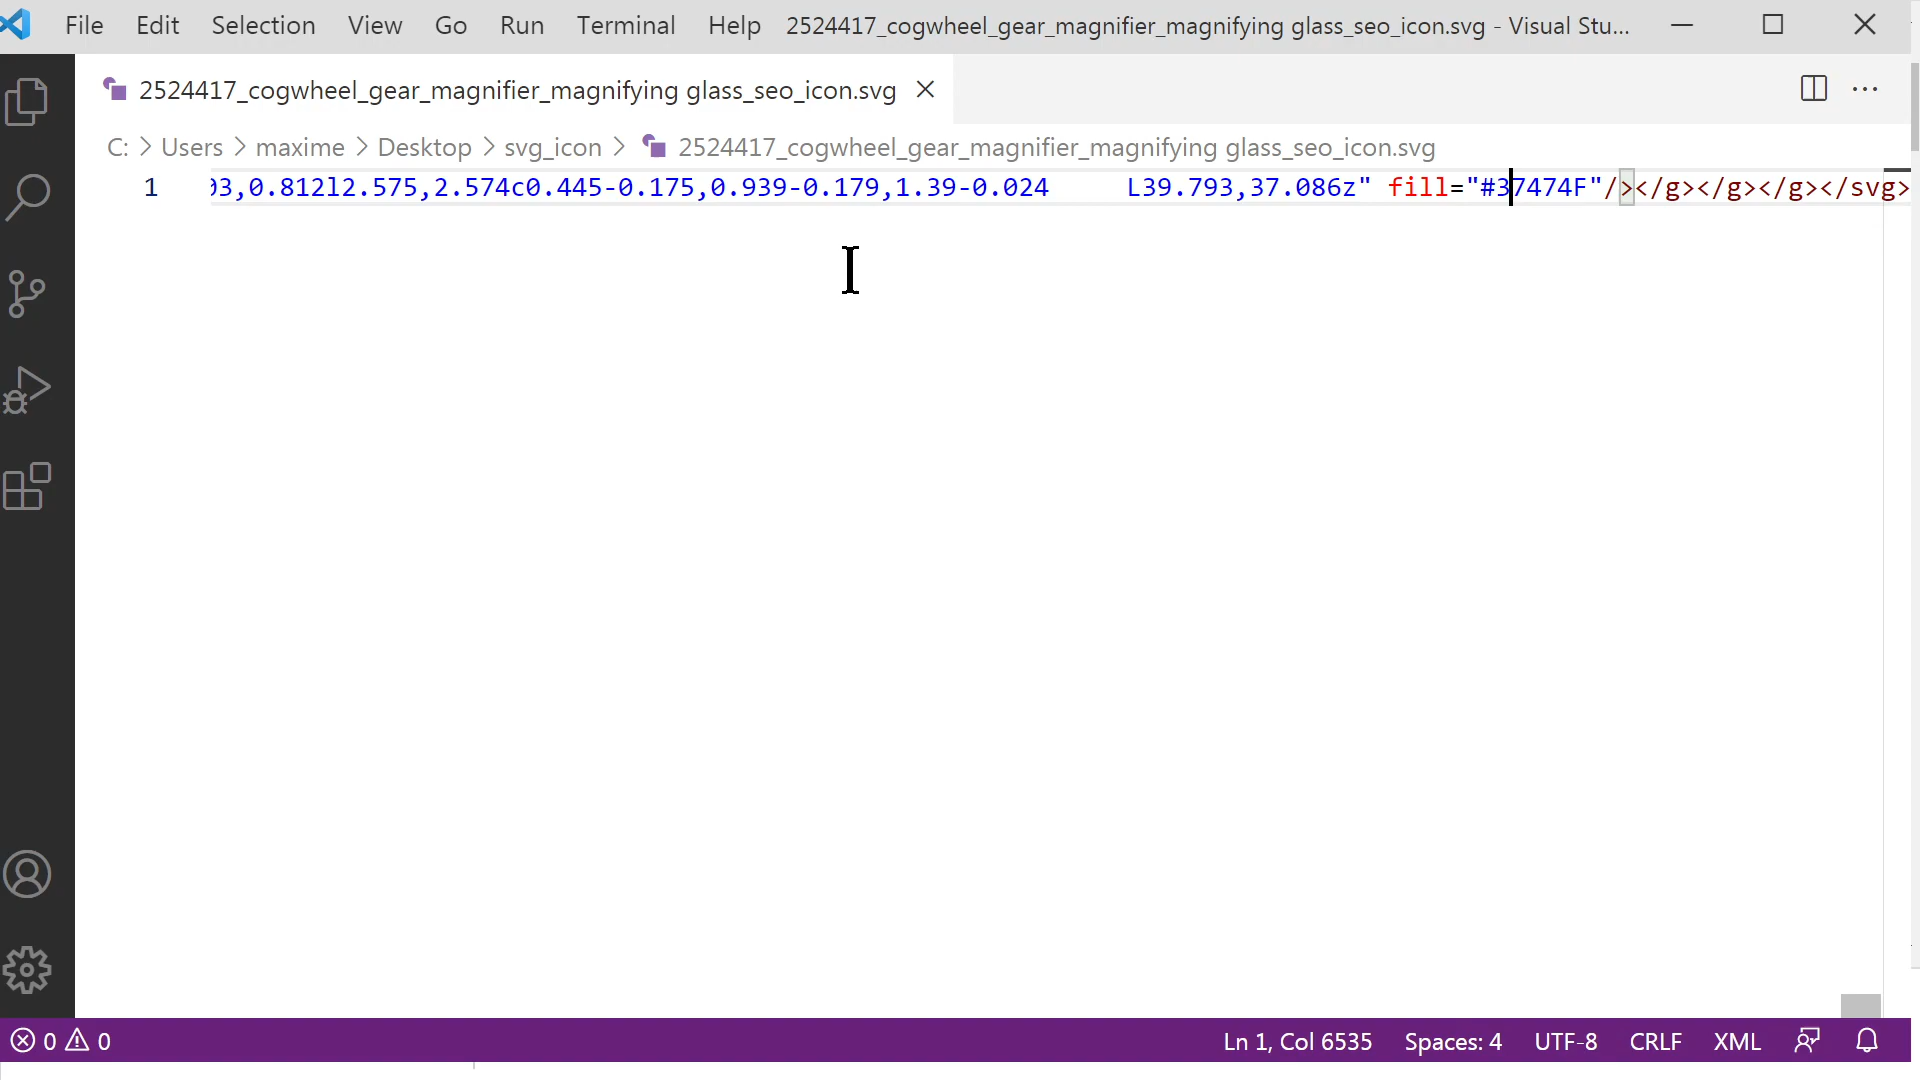 File Edit Selection View Go Run Terminal Help 2524417_cogwheel_gear_magnifier_magnifying glass_seo_icon.svg - Visual Stu...
2524417_cogwheel_gear_magnifier_magnifying glass_seo_icon.svg
C: > Users > maxime > Desktop > svg_icon > 2524417_cogwheel_gear_magnifier_magnifying glass_seo_icon.svg
1 03,0.812l2.575,2.574c0.445-0.175,0.939-0.179,1.39-0.024     L39.793,37.086z" fill="#37474F"/></g></g></g></svg>
0 0 Ln 1, Col 6535 Spaces: 4 UTF-8 CRLF XML